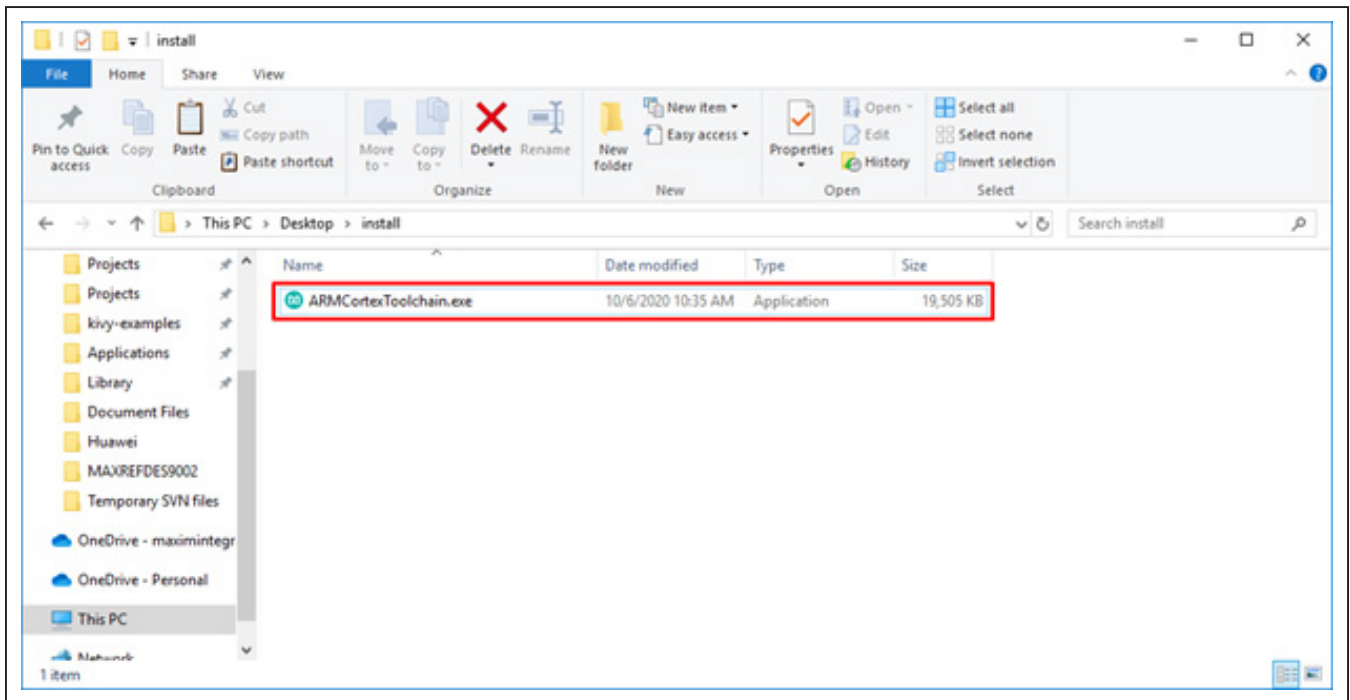 install
File Home Share View
Pin to Quick access
Copy
Paste
Cut
Copy path
Paste shortcut
Clipboard
Move to
Copy to
Delete
Rename
Organize
New folder
New item
Easy access
New
Properties
Open
Edit
History
Open
Select all
Select none
Invert selection
Select
This PC > Desktop > install
Search install
Projects
Projects
kivy-examples
Applications
Library
Document Files
Huawei
MAXREFDES9002
Temporary SVN files
OneDrive - maximintegr
OneDrive - Personal
This PC
Network
Name Date modified Type Size
ARMCortexToolchain.exe 10/6/2020 10:35 AM Application 19,505 KB
1 item